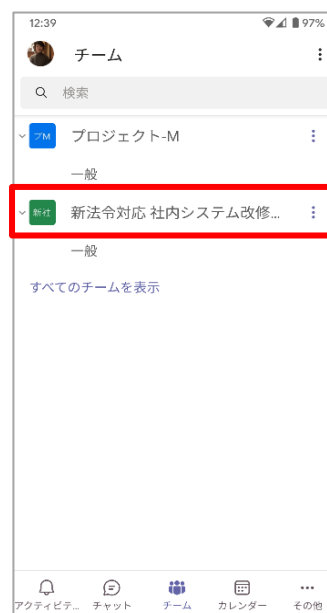 12:39 97%
チーム
検索
プM プロジェクト-M
一般
新社 新法令対応 社内システム改修...
一般
すべてのチームを表示
アクティビテ... チャット チーム カレンダー その他